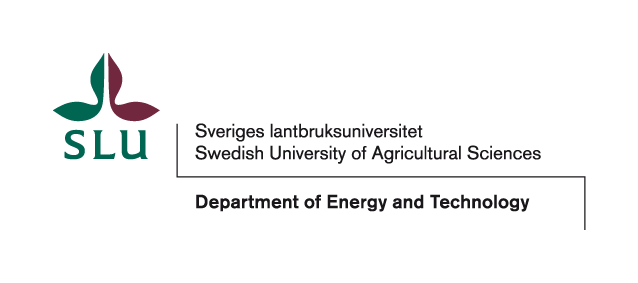 SLU
Sveriges lantbruksuniversitet
Swedish University of Agricultural Sciences
Department of Energy and Technology